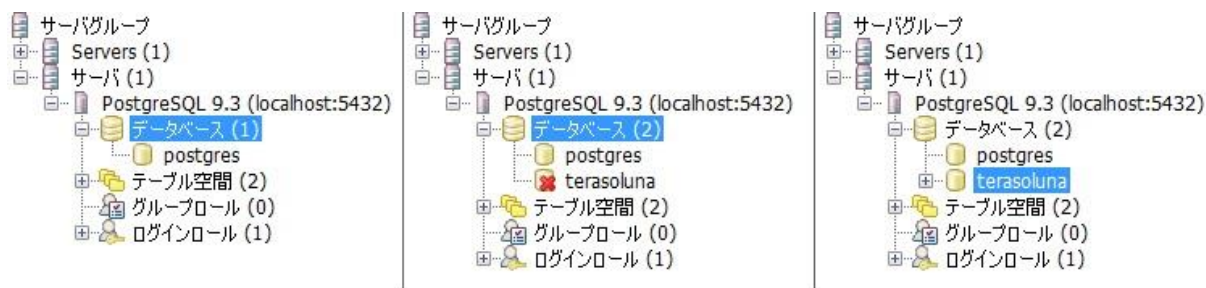 サーバグループ
Servers (1)
サーバ (1)
PostgreSQL 9.3 (localhost:5432)
データベース (1)
postgres
テーブル空間 (2)
グループロール (0)
ログインロール (1)
サーバグループ
Servers (1)
サーバ (1)
PostgreSQL 9.3 (localhost:5432)
データベース (2)
postgres
terasoluna
テーブル空間 (2)
グループロール (0)
ログインロール (1)
サーバグループ
Servers (1)
サーバ (1)
PostgreSQL 9.3 (localhost:5432)
データベース (2)
postgres
terasoluna
テーブル空間 (2)
グループロール (0)
ログインロール (1)